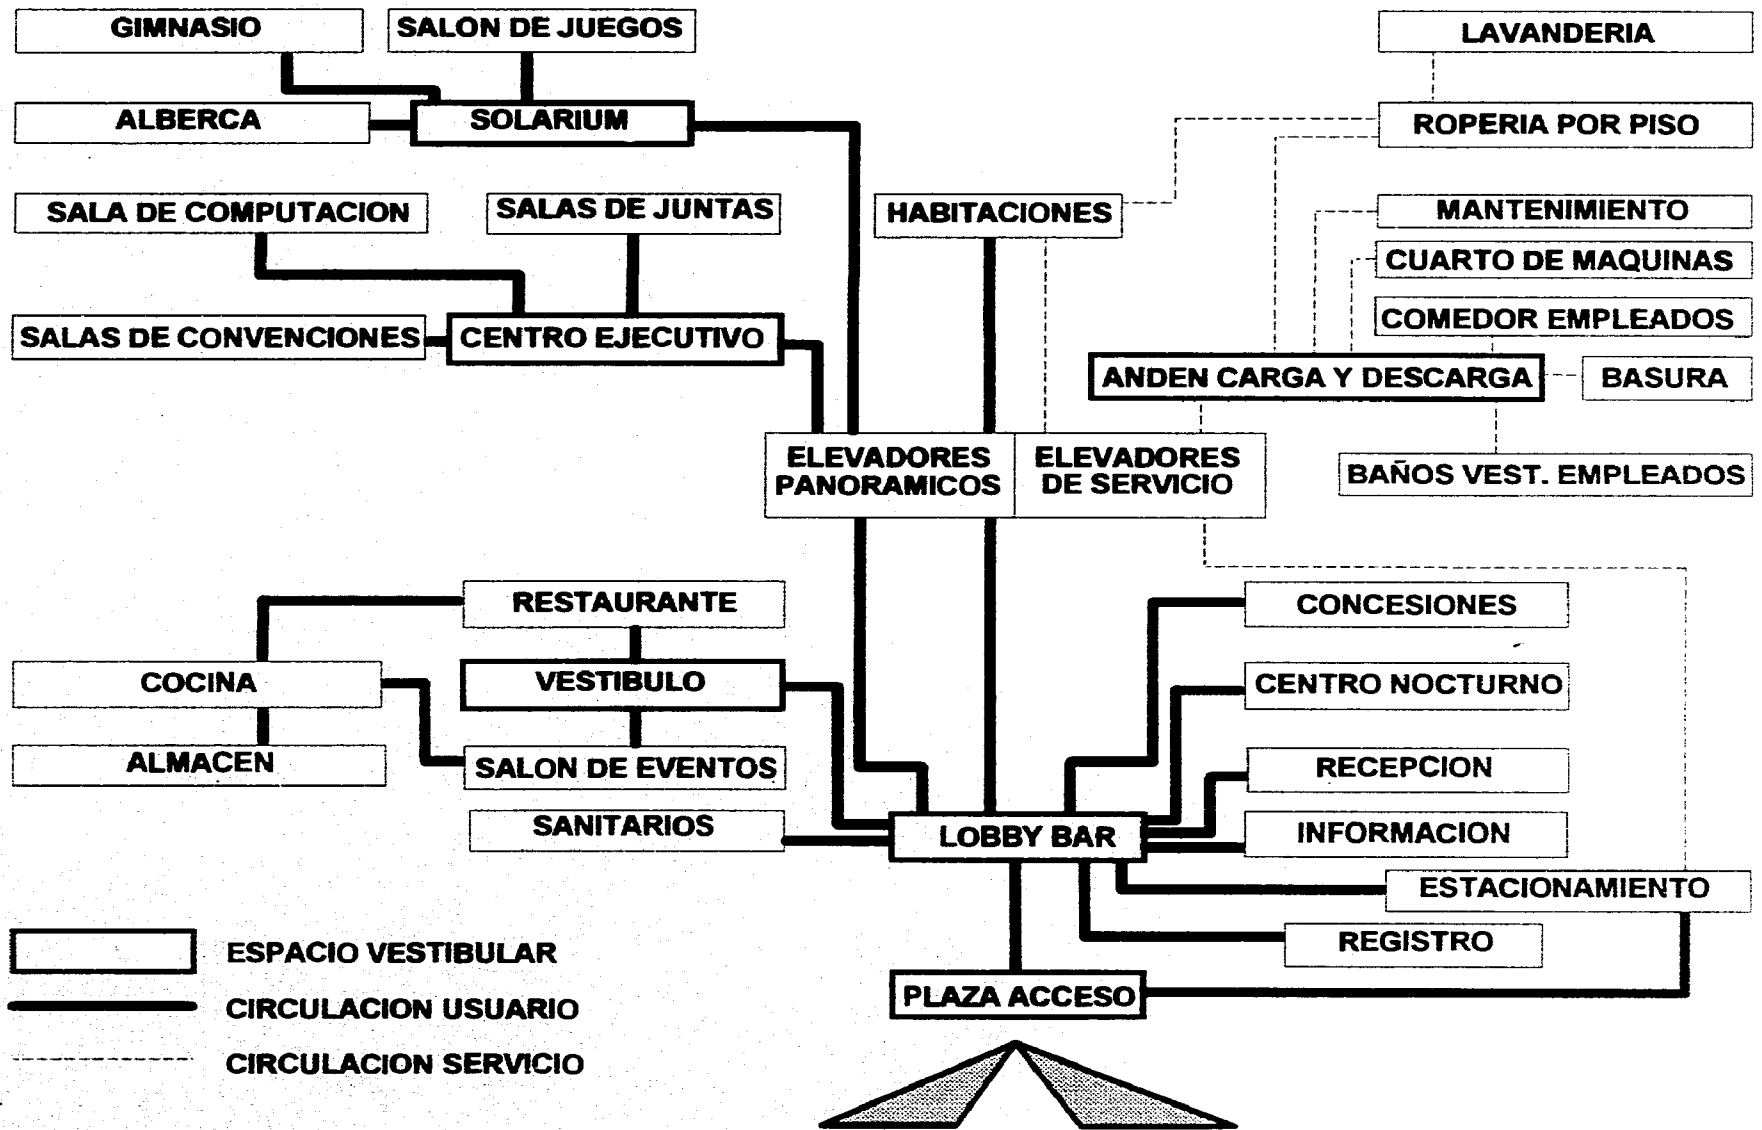 GIMNASIO
SALON DE JUEGOS
LAVANDERIA
ALBERCA
SOLARIUM
ROPERIA POR PISO
SALA DE COMPUTACION
SALAS DE JUNTAS
HABITACIONES
MANTENIMIENTO
CUARTO DE MAQUINAS
COMEDOR EMPLEADOS
SALAS DE CONVENCIONES
CENTRO EJECUTIVO
ANDEN CARGA Y DESCARGA
BASURA
ELEVADORES
PANORAMICOS
ELEVADORES
DE SERVICIO
BAÑOS VEST. EMPLEADOS
RESTAURANTE
CONCESIONES
COCINA
VESTIBULO
CENTRO NOCTURNO
ALMACEN
SALON DE EVENTOS
RECEPCION
SANITARIOS
LOBBY BAR
INFORMACION
ESTACIONAMIENTO
REGISTRO
PLAZA ACCESO
ESPACIO VESTIBULAR
CIRCULACION USUARIO
CIRCULACION SERVICIO